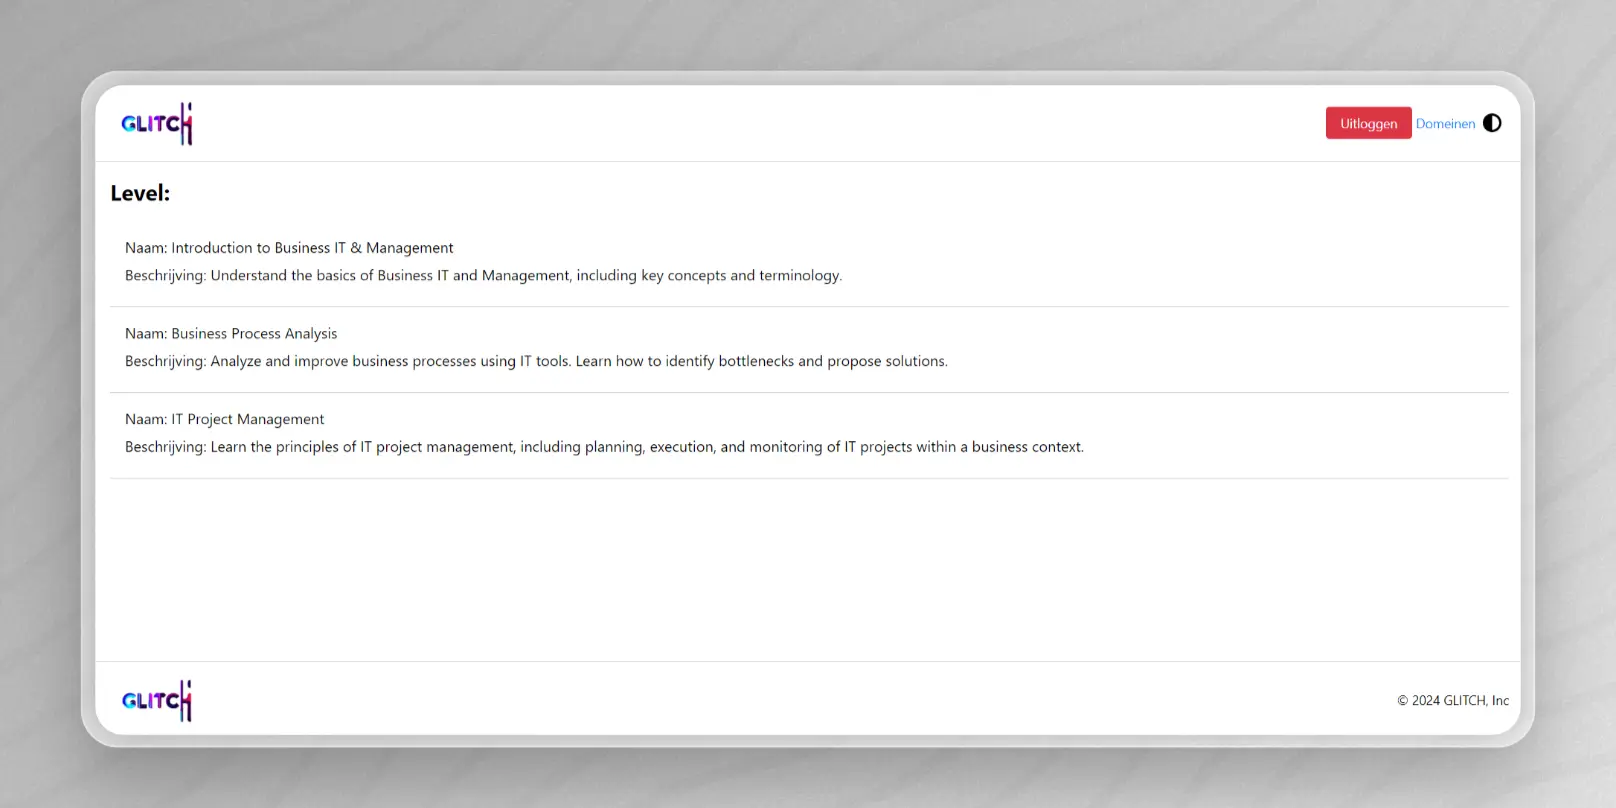 GLITCH
Uitloggen Domeinen
Level:
Naam: Introduction to Business IT & Management
Beschrijving: Understand the basics of Business IT and Management, including key concepts and terminology.
Naam: Business Process Analysis
Beschrijving: Analyze and improve business processes using IT tools. Learn how to identify bottlenecks and propose solutions.
Naam: IT Project Management
Beschrijving: Learn the principles of IT project management, including planning, execution, and monitoring of IT projects within a business context.
GLITCH
© 2024 GLITCH, Inc